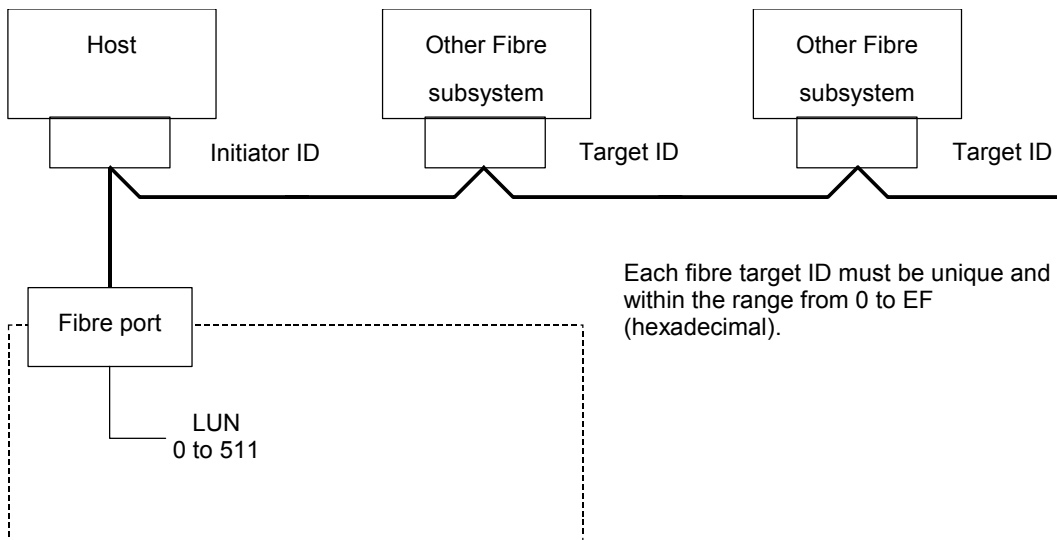 Host
Other Fibre
subsystem
Other Fibre
subsystem
Initiator ID
Target ID
Target ID
Each fibre target ID must be unique and
within the range from 0 to EF
(hexadecimal).
Fibre port
LUN
0 to 511